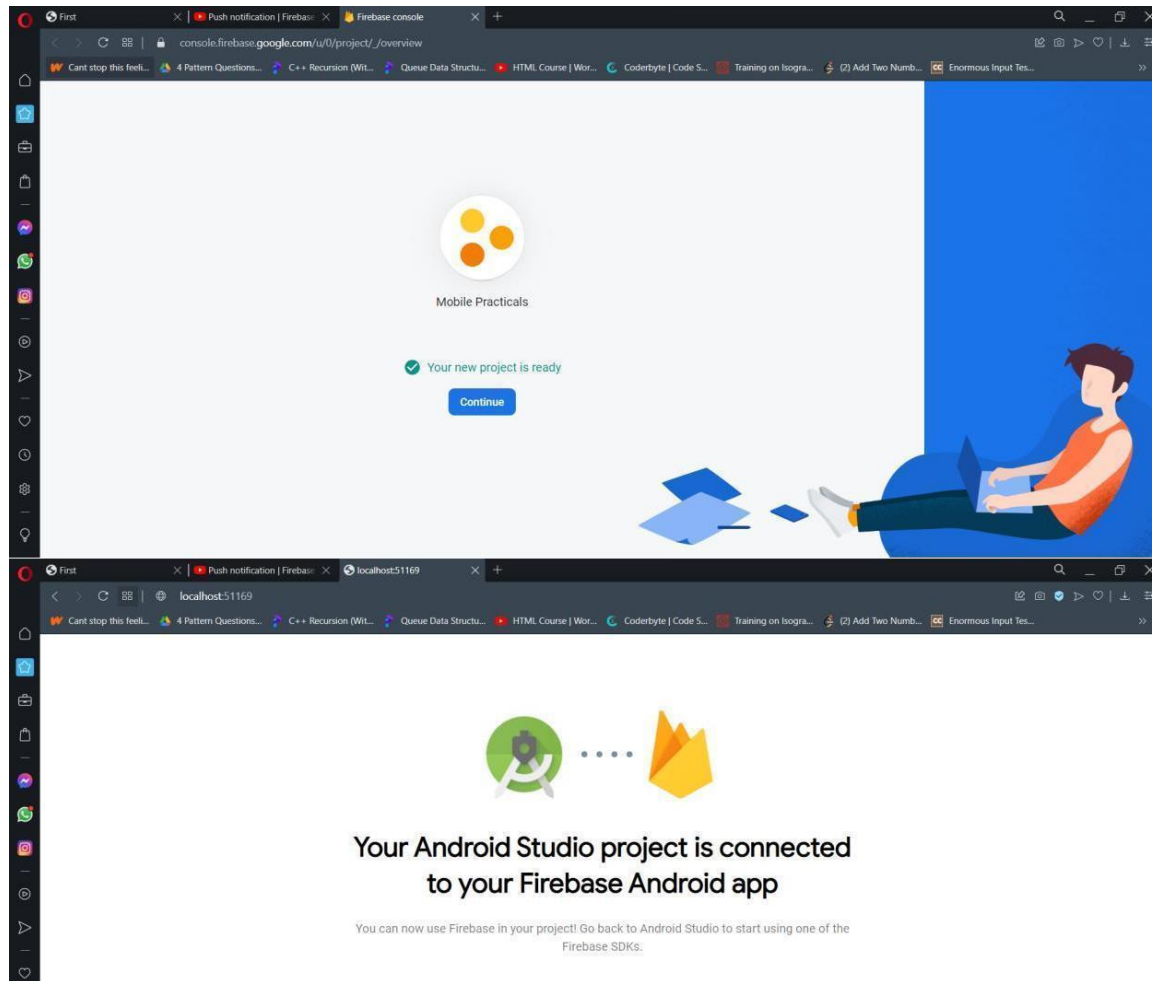 First
Push notification | Firebase
Firebase console
console.firebase.google.com/u/0/project/_/overview
Cant stop this feeli... 4 Pattern Questions... C++ Recursion (Wit... Queue Data Structu... HTML Course | Wor... Coderbyte | Code S... Training on Isogra... (2) Add Two Numb... CC Enormous Input Tes...
Mobile Practicals
Your new project is ready
Continue
First
Push notification | Firebase
localhost:51169
localhost:51169
Cant stop this feeli... 4 Pattern Questions... C++ Recursion (Wit... Queue Data Structu... HTML Course | Wor... Coderbyte | Code S... Training on Isogra... (2) Add Two Numb... CC Enormous Input Tes...
Your Android Studio project is connected
to your Firebase Android app
You can now use Firebase in your project! Go back to Android Studio to start using one of the
Firebase SDKs.